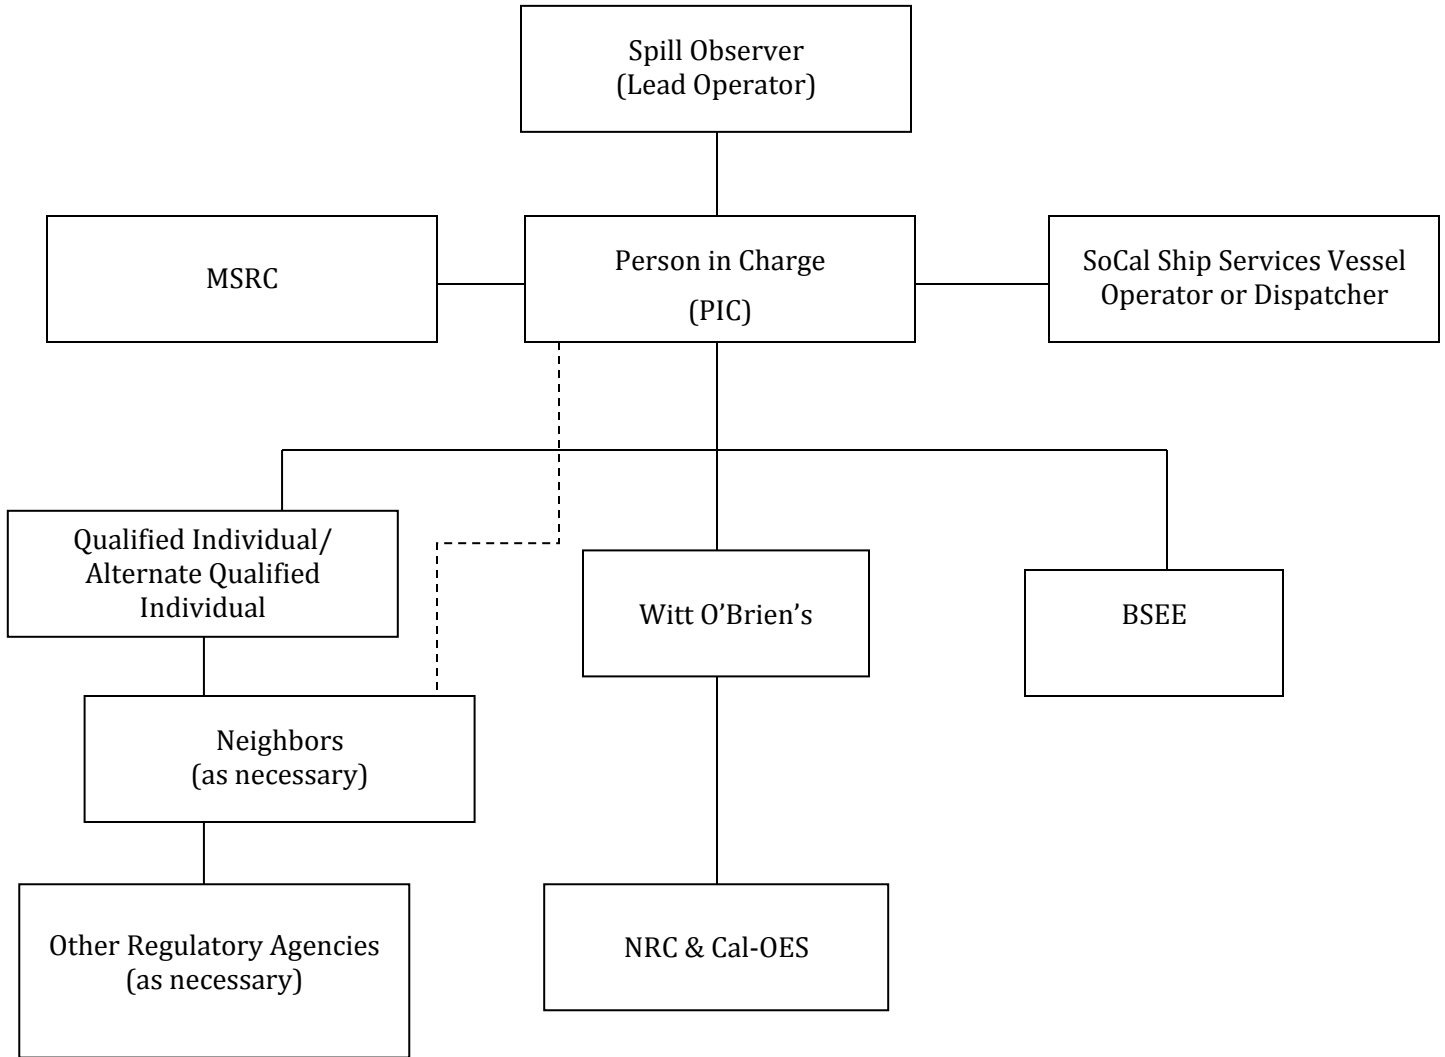 Spill Observer
(Lead Operator)
MSRC
Person in Charge
(PIC)
SoCal Ship Services Vessel
Operator or Dispatcher
Qualified Individual/
Alternate Qualified
Individual
Witt O’Brien’s
BSEE
Neighbors
(as necessary)
Other Regulatory Agencies
(as necessary)
NRC & Cal-OES